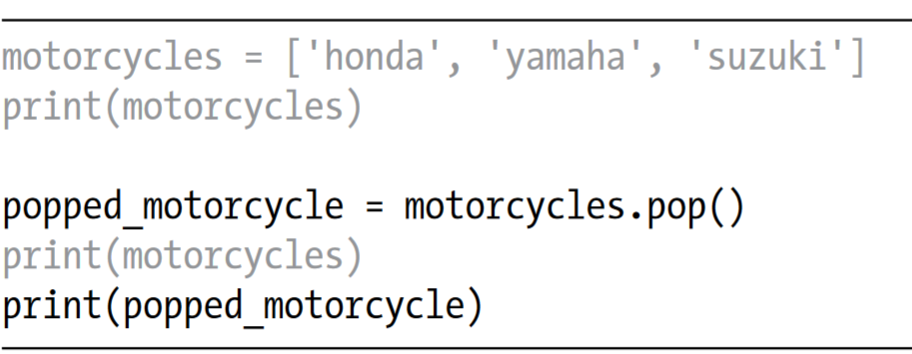 motorcycles = ['honda', 'yamaha', 'suzuki']
print(motorcycles)
popped_motorcycle = motorcycles.pop()
print(motorcycles)
print(popped_motorcycle)